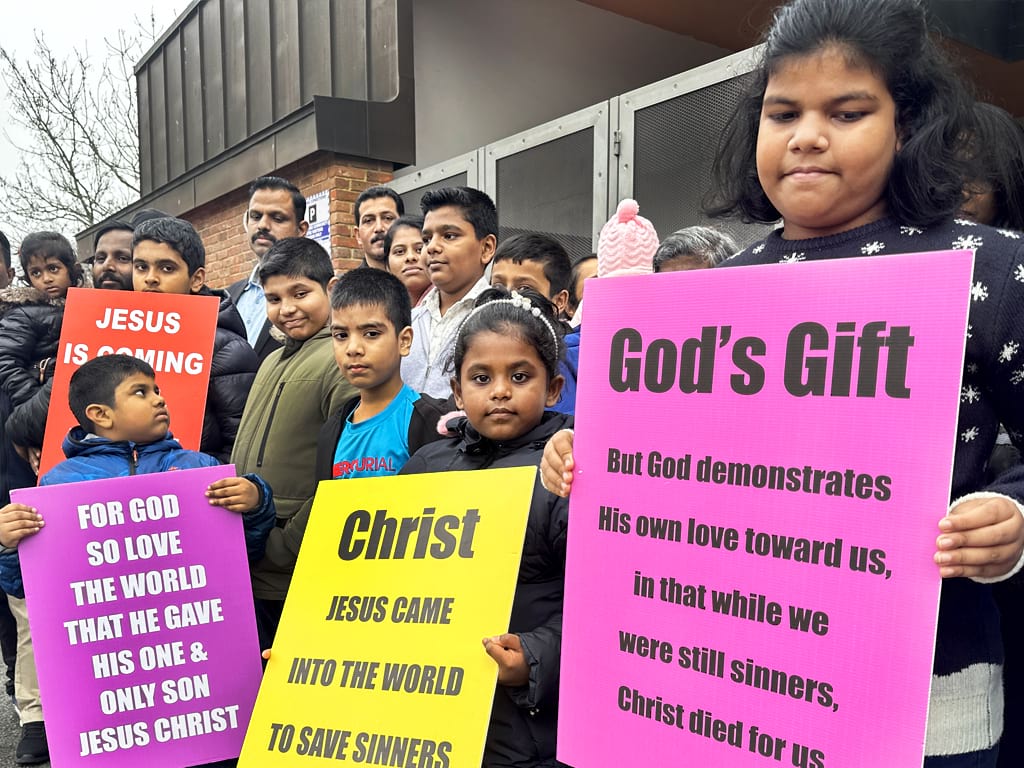 JESUS
IS COMING
FOR GOD
SO LOVE
THE WORLD
THAT HE GAVE
HIS ONE &
ONLY SON
JESUS CHRIST
MERCURIAL
Christ
JESUS CAME
INTO THE WORLD
TO SAVE SINNERS
God's Gift
But God demonstrates
His own love toward us,
in that while we
were still sinners,
Christ died for us
P